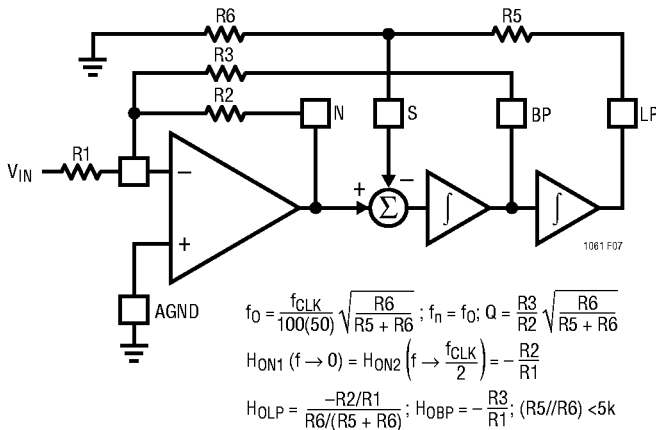 R6
R5
R3
R2
N
S
BP
LP
R1
V_IN
−
+
−
+
Σ
∫
∫
1061 F07
AGND
f_O = f_CLK/100(50) √(R6/(R5 + R6)) ; f_n = f_O; Q = R3/R2 √(R6/(R5 + R6))
H_ON1 (f → 0) = H_ON2 (f → f_CLK/2) = − R2/R1
H_OLP = −R2/R1 / R6/(R5 + R6) ; H_OBP = − R3/R1 ; (R5//R6) <5k